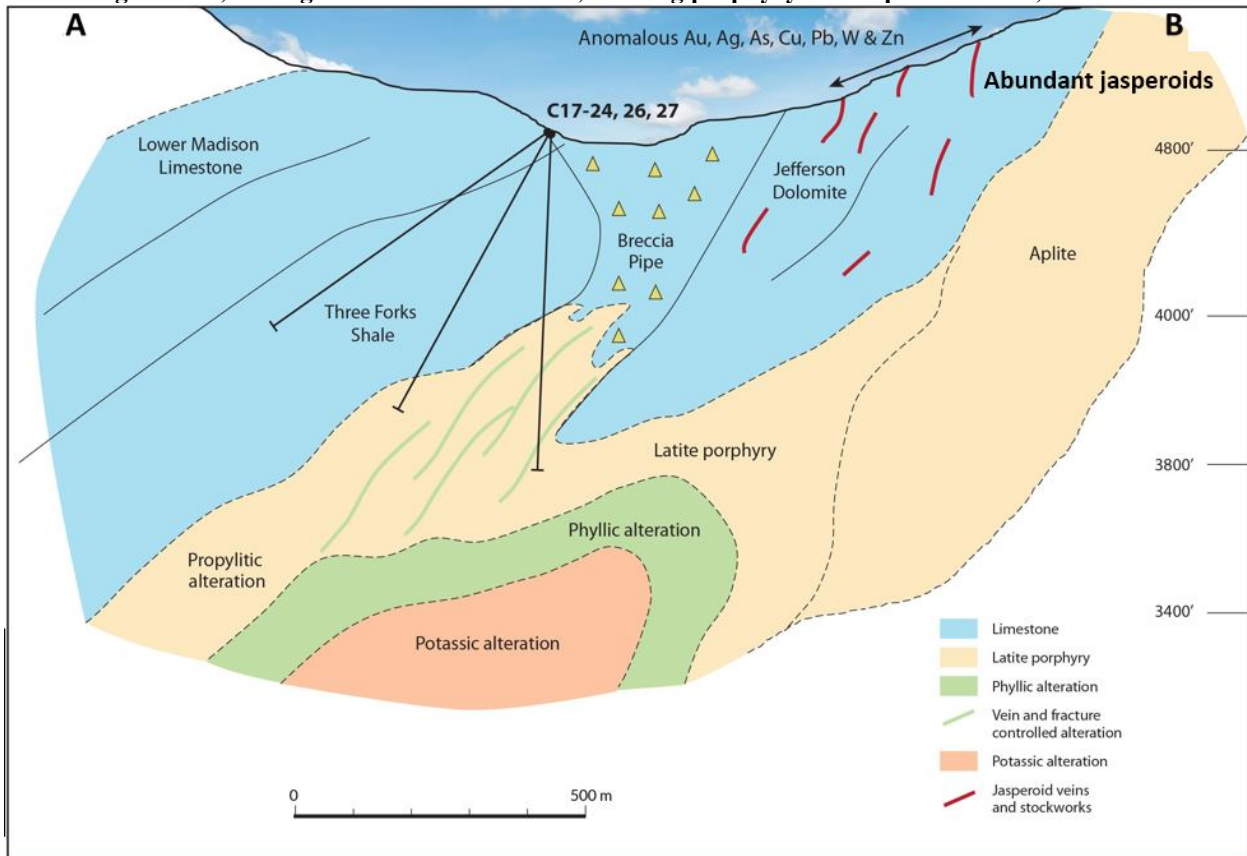 A
B
Anomalous Au, Ag, As, Cu, Pb, W & Zn
Abundant jasperoids
C17-24, 26, 27
Lower Madison
Limestone
4800'
Jefferson
Dolomite
Breccia
Pipe
Aplite
Three Forks
Shale
4000'
Latite porphyry
3800'
Phyllic alteration
Propylitic
alteration
3400'
Potassic alteration
Limestone
Latite porphyry
Phyllic alteration
Vein and fracture
controlled alteration
Potassic alteration
Jasperoid veins
and stockworks
0
500 m